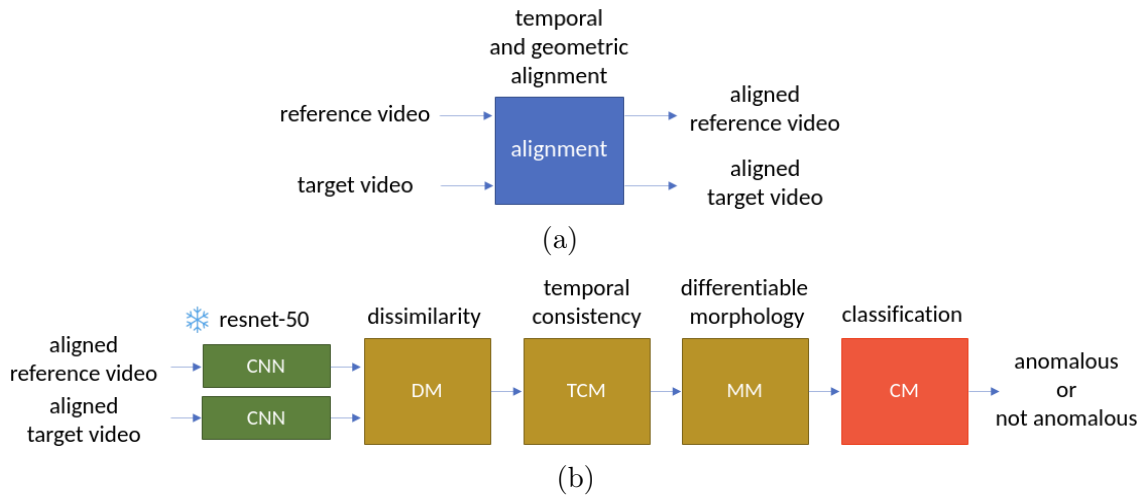 temporal
and geometric
alignment
reference video
target video
alignment
aligned
reference video
aligned
target video
(a)
resnet-50
dissimilarity
temporal
consistency
differentiable
morphology
classification
aligned
reference video
aligned
target video
CNN
CNN
DM
TCM
MM
CM
anomalous
or
not anomalous
(b)